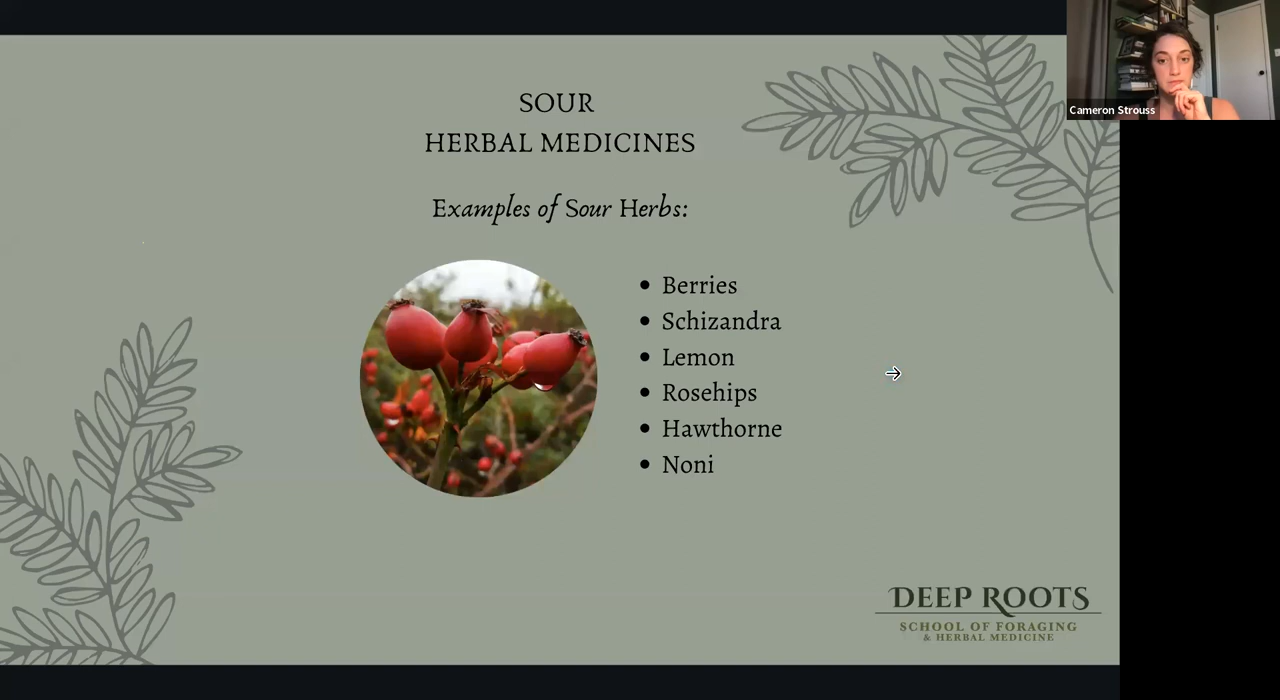 SOUR
HERBAL MEDICINES
Examples of Sour Herbs:
Berries
Schizandra
Lemon
Rosehips
Hawthorne
Noni
DEEP ROOTS
SCHOOL OF FORAGING
& HERBAL MEDICINE
Cameron Strouss